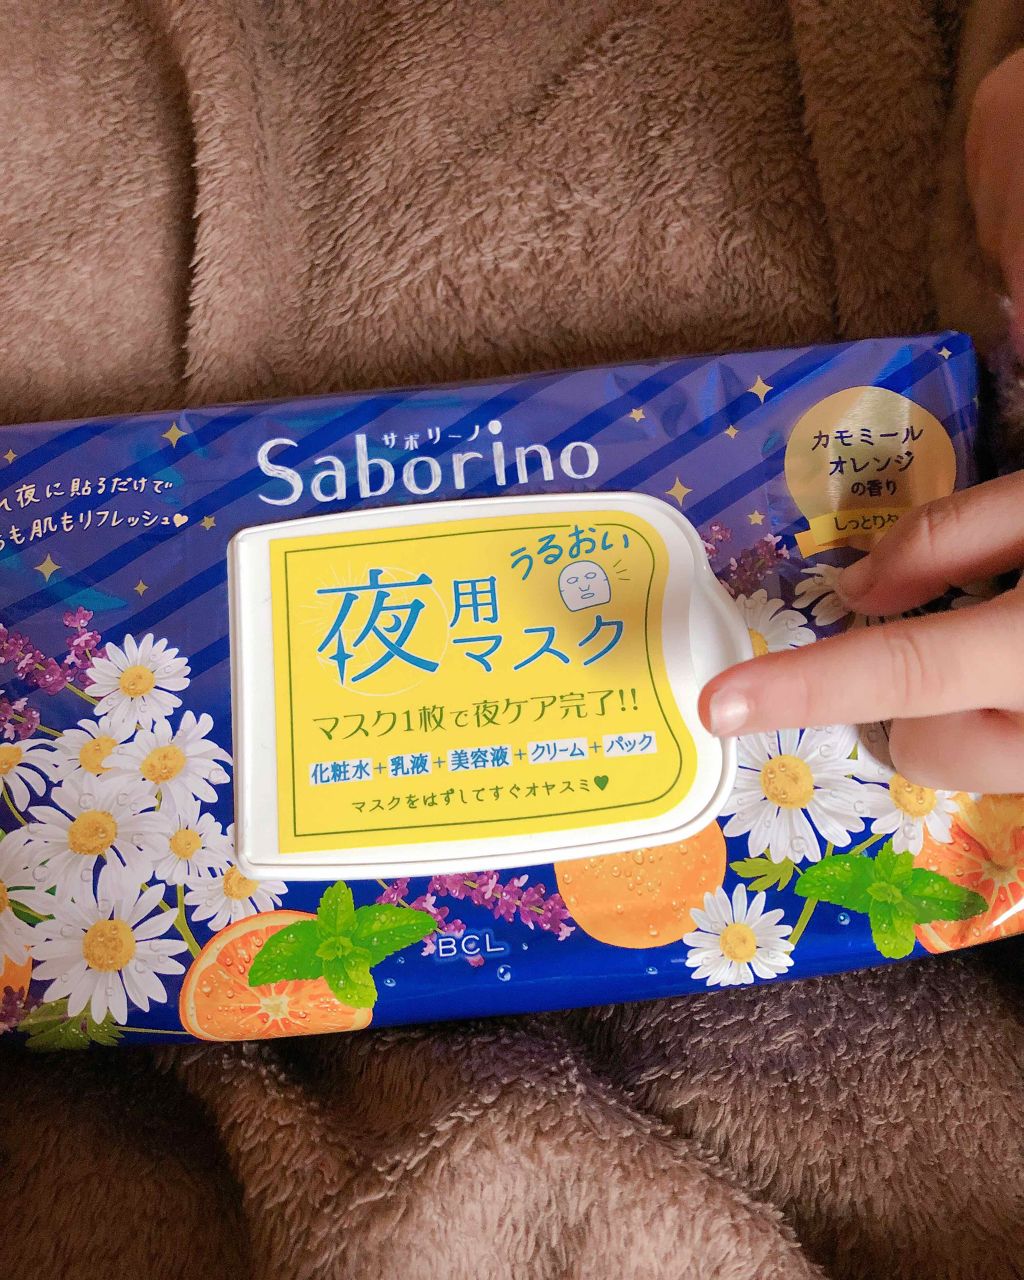 サボリーノ
Saborino
夜に貼るだけで
肌もリフレッシュ♥
カモミール
オレンジ
の香り
しっとり
うるおい
夜用
マスク
マスク1枚で夜ケア完了!!
化粧水+乳液+美容液+クリーム+パック
マスクをはずしてすぐオヤスミ♥
BCL